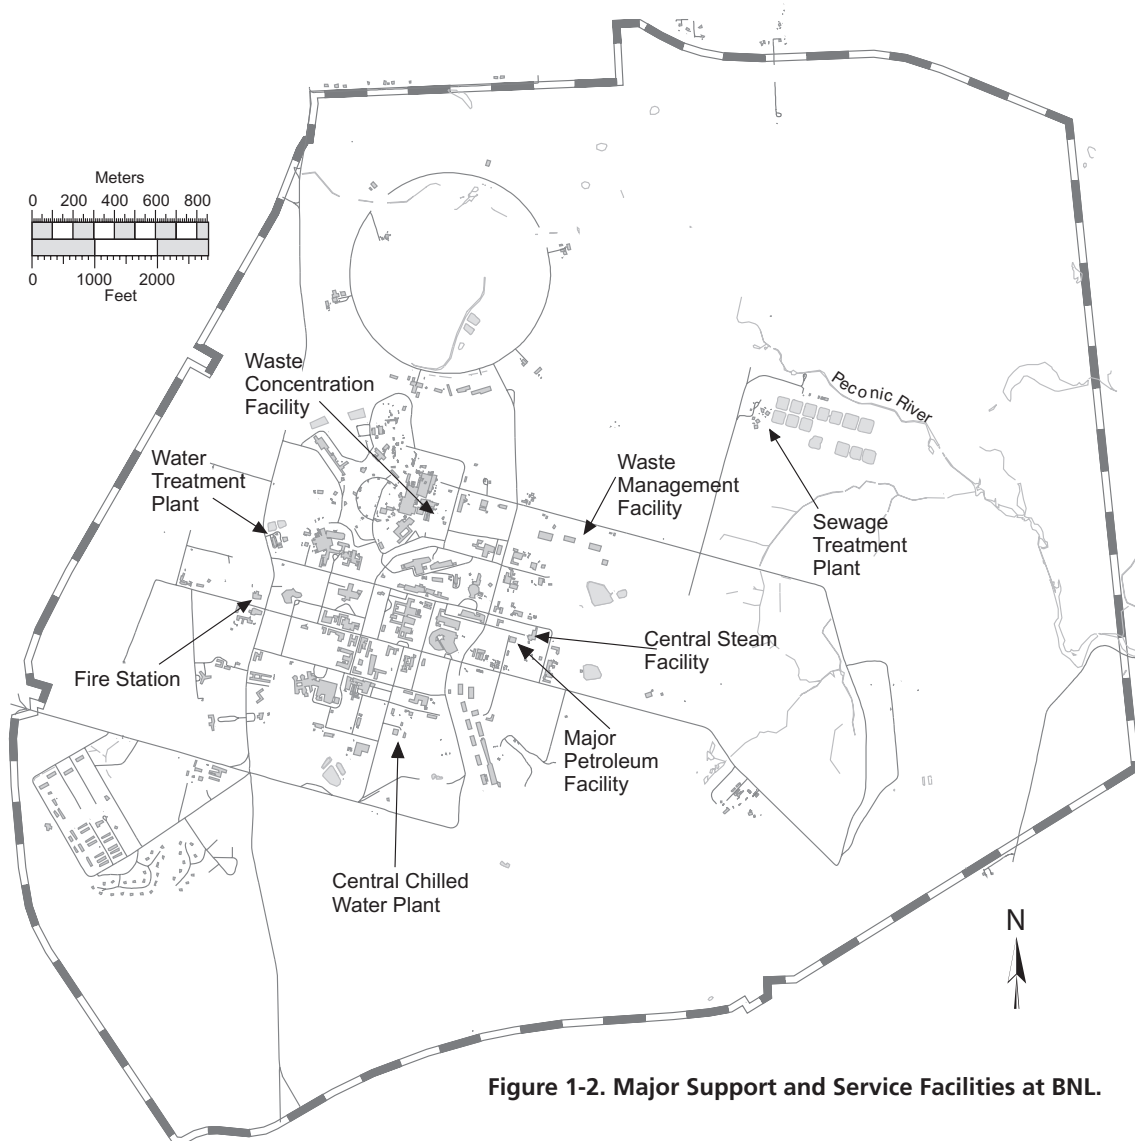 Meters
0 200 400 600 800
0 1000 2000
Feet
Waste
Concentration
Facility
Peconic River
Water
Treatment
Plant
Waste
Management
Facility
Sewage
Treatment
Plant
Central Steam
Facility
Fire Station
Major
Petroleum
Facility
Central Chilled
Water Plant
N
Figure 1-2. Major Support and Service Facilities at BNL.